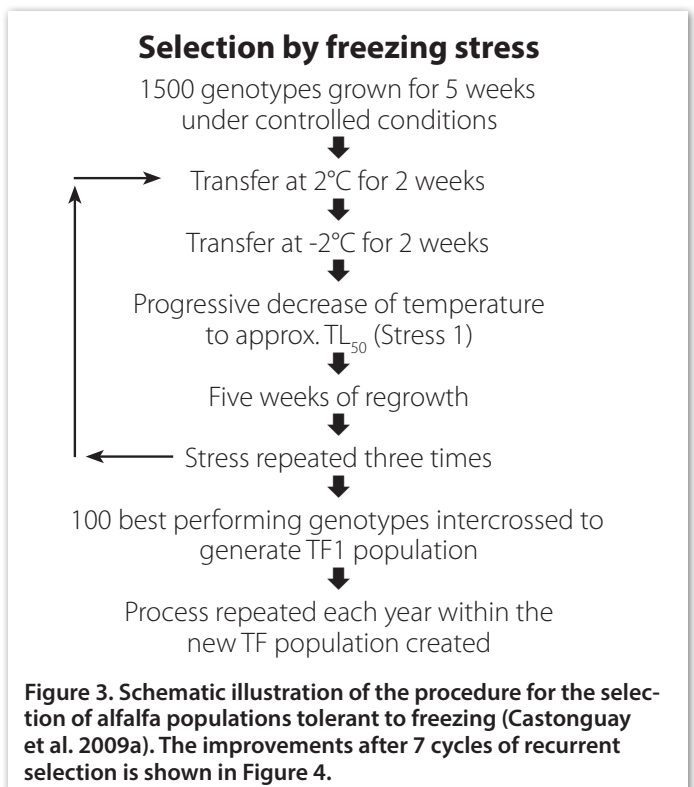 Selection by freezing stress
1500 genotypes grown for 5 weeks
under controlled conditions
Transfer at 2°C for 2 weeks
Transfer at -2°C for 2 weeks
Progressive decrease of temperature
to approx. TL50 (Stress 1)
Five weeks of regrowth
Stress repeated three times
100 best performing genotypes intercrossed to
generate TF1 population
Process repeated each year within the
new TF population created
Figure 3. Schematic illustration of the procedure for the selec-
tion of alfalfa populations tolerant to freezing (Castonguay
et al. 2009a). The improvements after 7 cycles of recurrent
selection is shown in Figure 4.